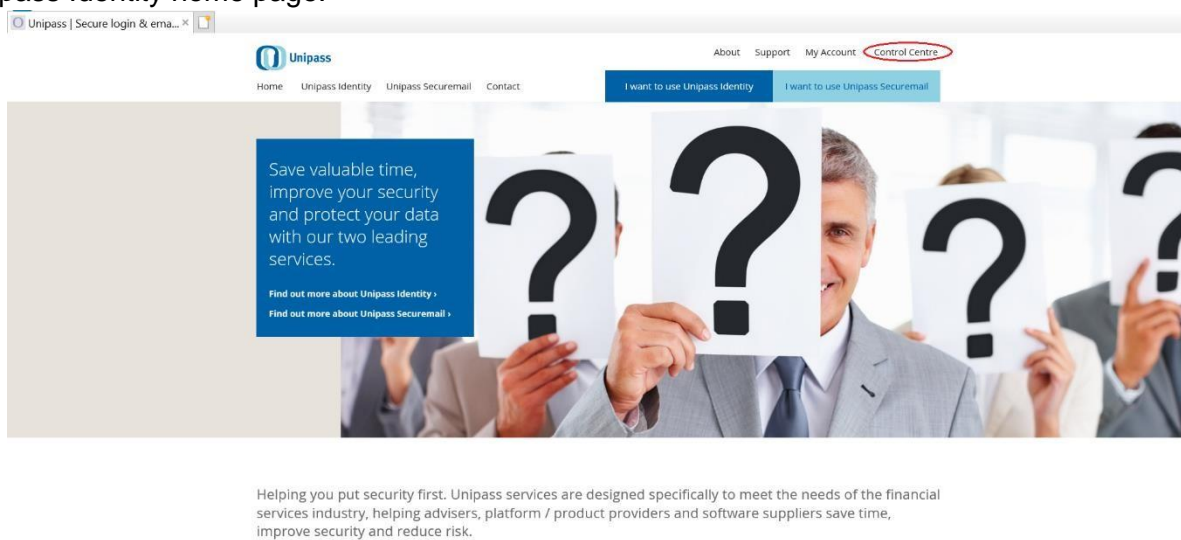 pass Identity home page.
Unipass | Secure login & ema... ×
Unipass
About Support My Account Control Centre
Home Unipass Identity Unipass Securemail Contact
I want to use Unipass Identity
I want to use Unipass Securemail
Save valuable time,
improve your security
and protect your data
with our two leading
services.
Find out more about Unipass Identity ›
Find out more about Unipass Securemail ›
? ? ? ?
Helping you put security first. Unipass services are designed specifically to meet the needs of the financial
services industry, helping advisers, platform / product providers and software suppliers save time,
improve security and reduce risk.